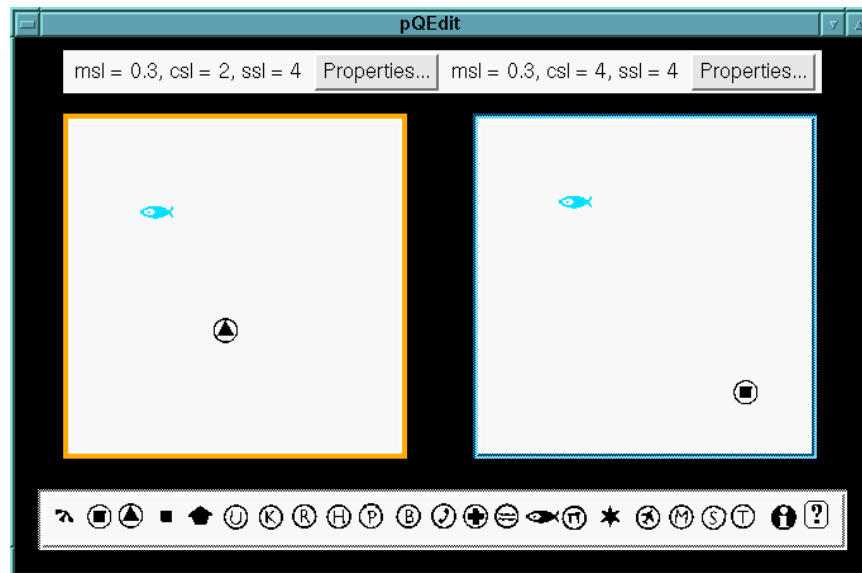 pQEdit
msl = 0.3, csl = 2, ssl = 4 Properties... msl = 0.3, csl = 4, ssl = 4 Properties...
U K R H P B M S T i ?